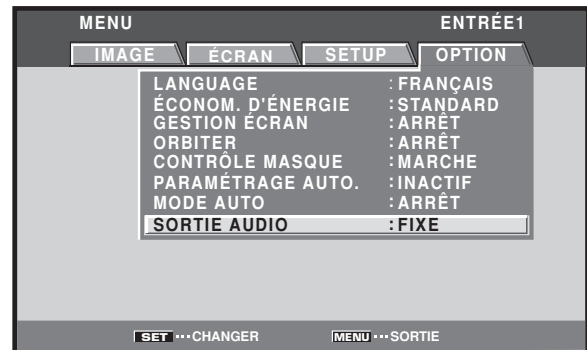 MENU ENTRÉE1
IMAGE ÉCRAN SETUP OPTION
LANGUAGE :FRANÇAIS
ÉCONOM. D'ÉNERGIE :STANDARD
GESTION ÉCRAN :ARRÊT
ORBITER :ARRÊT
CONTRÔLE MASQUE :MARCHE
PARAMÉTRAGE AUTO. :INACTIF
MODE AUTO :ARRÊT
SORTIE AUDIO :FIXE
SET ···CHANGER MENU ···SORTIE